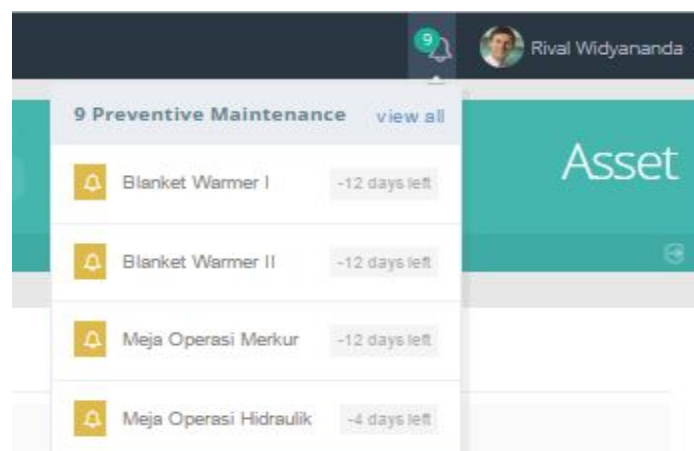 9
Rival Widyananda
9 Preventive Maintenance view all
Asset
Blanket Warmer I -12 days left
Blanket Warmer II -12 days left
Meja Operasi Merkur -12 days left
Meja Operasi Hidraulik -4 days left